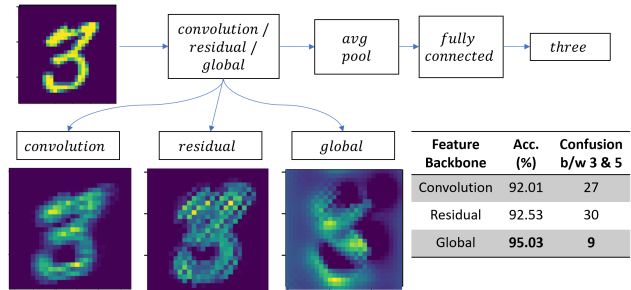 convolution /
residual /
global
avg
pool
fully
connected
three
convolution
residual
global
Feature Backbone Acc. (%) Confusion b/w 3 & 5
Convolution 92.01 27
Residual 92.53 30
Global 95.03 9
3